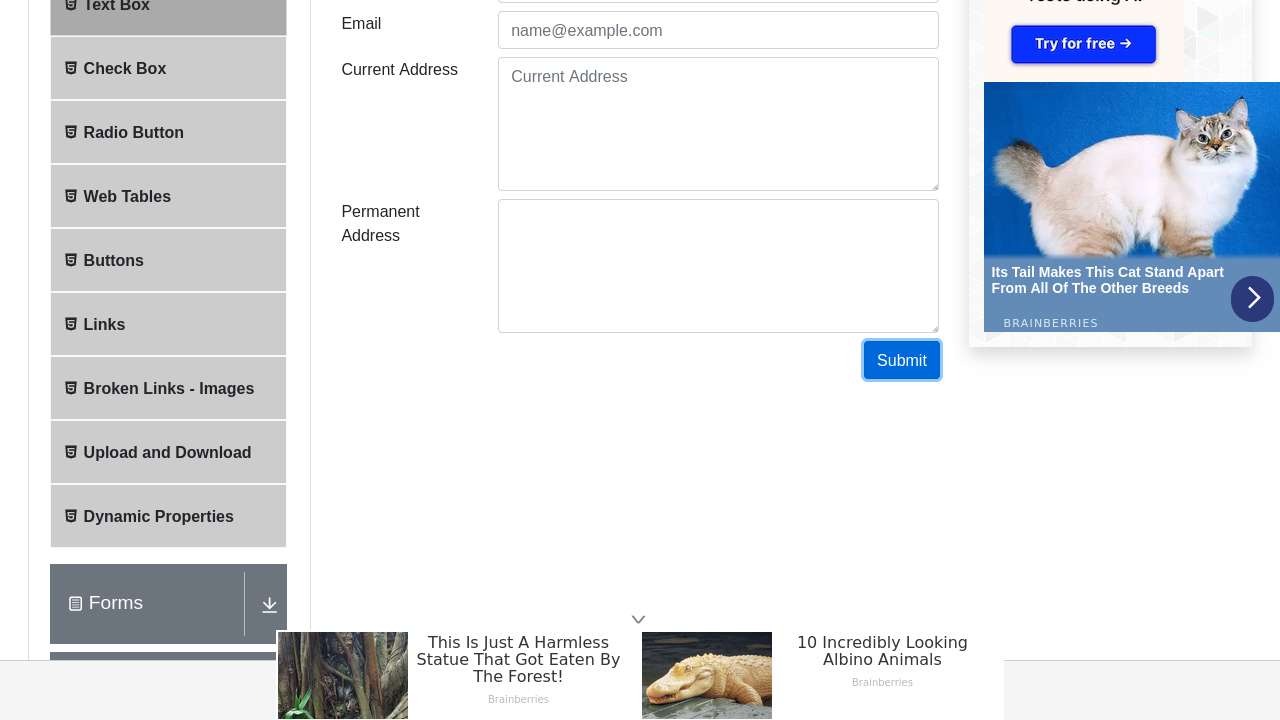 Text Box
Check Box
Radio Button
Web Tables
Buttons
Links
Broken Links - Images
Upload and Download
Dynamic Properties
Forms
Email
name@example.com
Current Address
Current Address
Permanent
Address
Submit
Try for free →
Its Tail Makes This Cat Stand Apart
From All Of The Other Breeds
BRAINBERRIES
This Is Just A Harmless
Statue That Got Eaten By
The Forest!
Brainberries
10 Incredibly Looking
Albino Animals
Brainberries